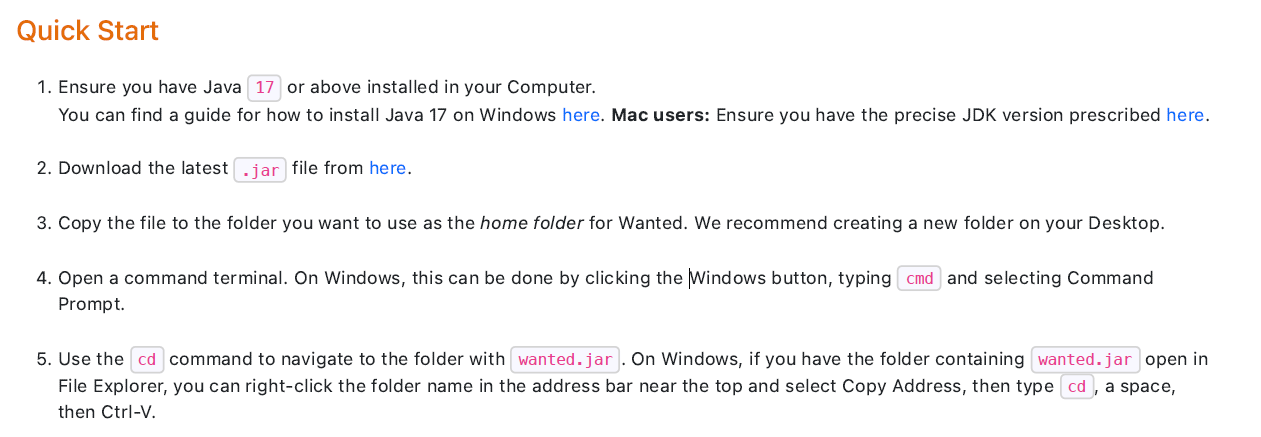 Quick Start
1. Ensure you have Java 17 or above installed in your Computer.
You can find a guide for how to install Java 17 on Windows here. Mac users: Ensure you have the precise JDK version prescribed here.
2. Download the latest .jar file from here.
3. Copy the file to the folder you want to use as the home folder for Wanted. We recommend creating a new folder on your Desktop.
4. Open a command terminal. On Windows, this can be done by clicking the Windows button, typing cmd and selecting Command
Prompt.
5. Use the cd command to navigate to the folder with wanted.jar. On Windows, if you have the folder containing wanted.jar open in
File Explorer, you can right-click the folder name in the address bar near the top and select Copy Address, then type cd, a space,
then Ctrl-V.